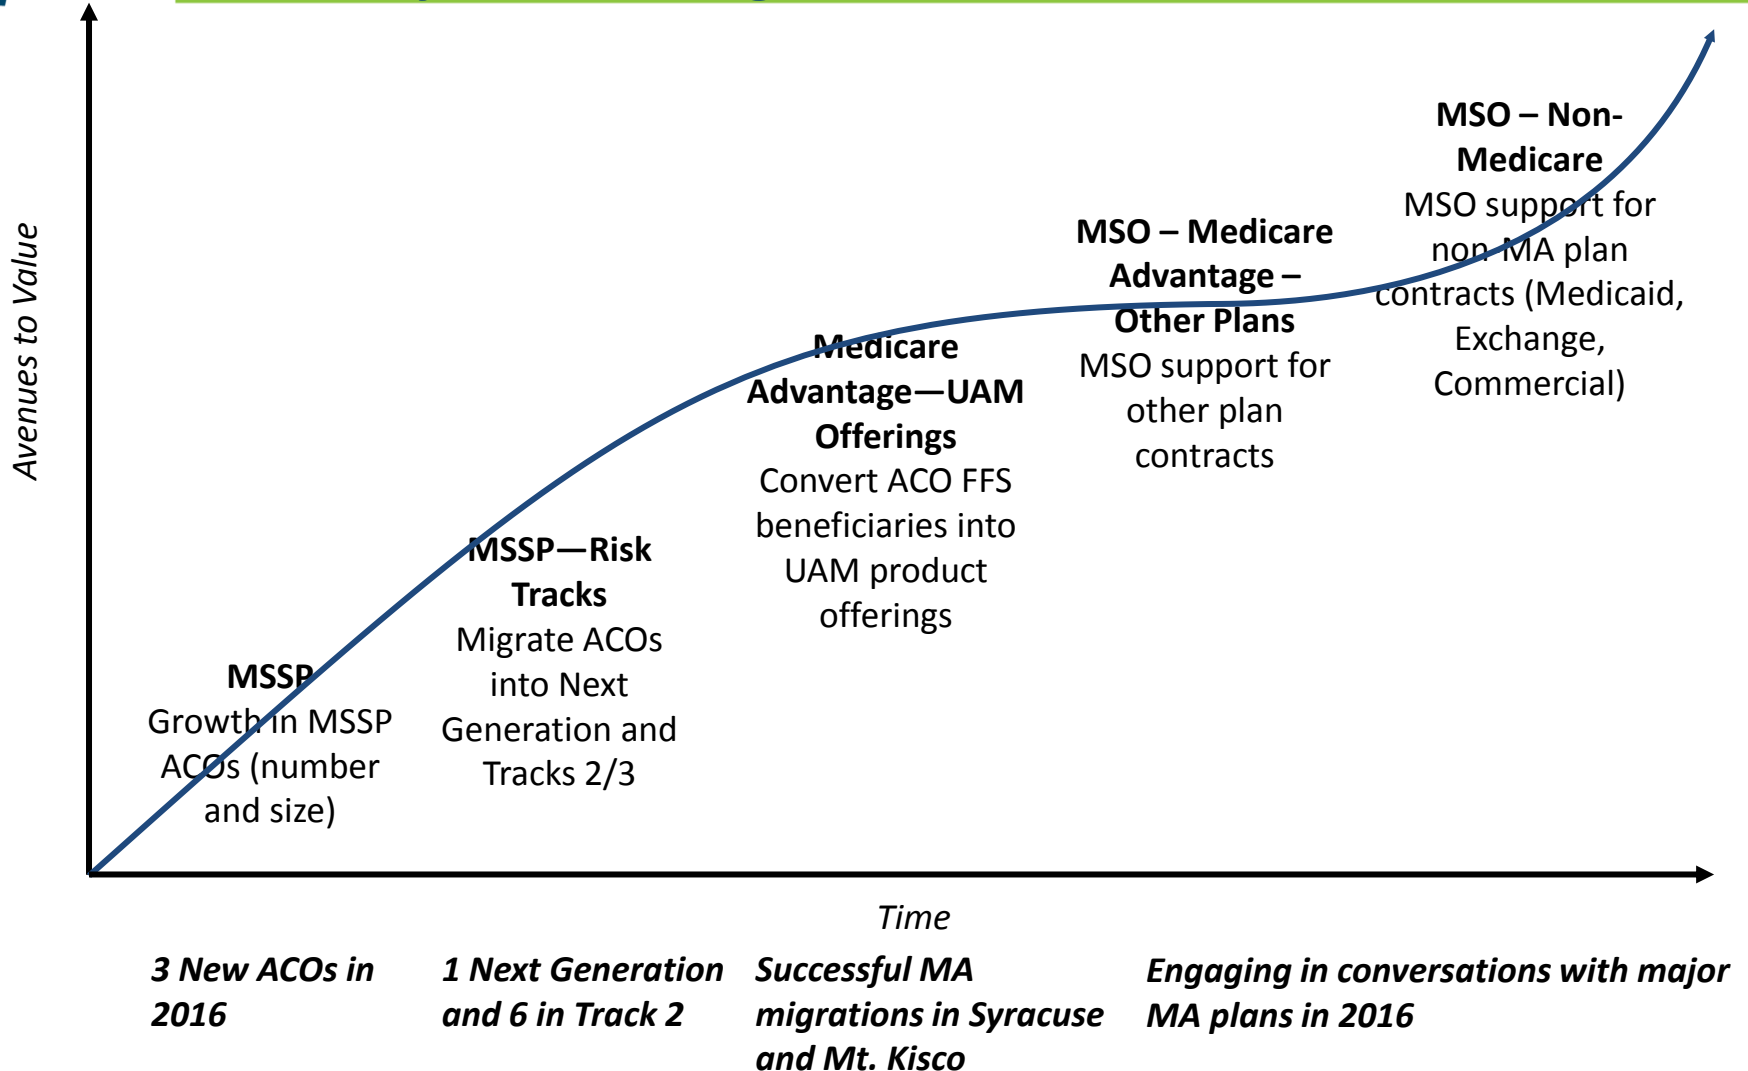 Avenues to Value
MSSP
Growth in MSSP
ACOs (number
and size)
MSSP—Risk
Tracks
Migrate ACOs
into Next
Generation and
Tracks 2/3
Medicare
Advantage—UAM
Offerings
Convert ACO FFS
beneficiaries into
UAM product
offerings
MSO – Medicare
Advantage –
Other Plans
MSO support for
other plan
contracts
MSO – Non-
Medicare
MSO support for
non-MA plan
contracts (Medicaid,
Exchange,
Commercial)
Time
3 New ACOs in
2016
1 Next Generation
and 6 in Track 2
Successful MA
migrations in Syracuse
and Mt. Kisco
Engaging in conversations with major
MA plans in 2016